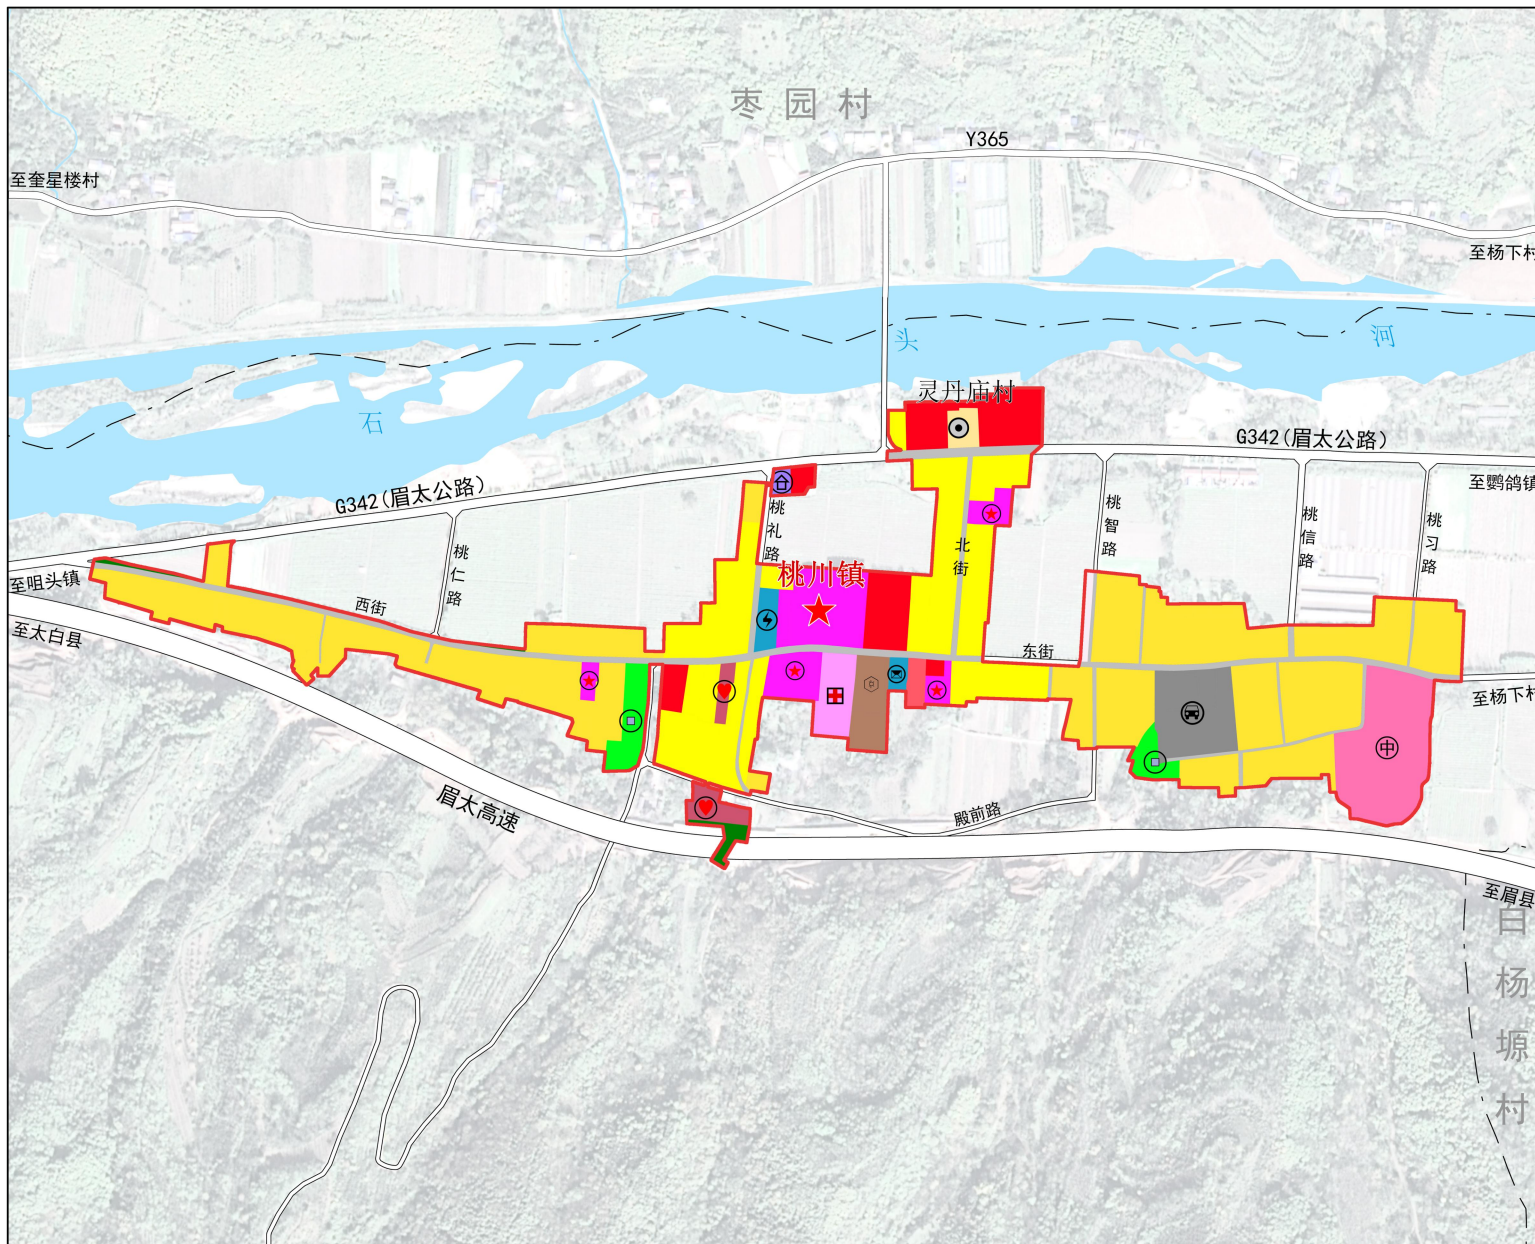 枣园村
Y365
至奎星楼村
至杨下村
头
河
石
灵丹庙村
G342(眉太公路)
G342(眉太公路)
至鹦鸽镇
桃礼路
桃智路
桃信路
桃习路
桃仁路
北街
桃川镇
至咀头镇
西街
至太白县
东街
至杨下村
中
眉太高速
殿前路
至眉县
白杨塬村